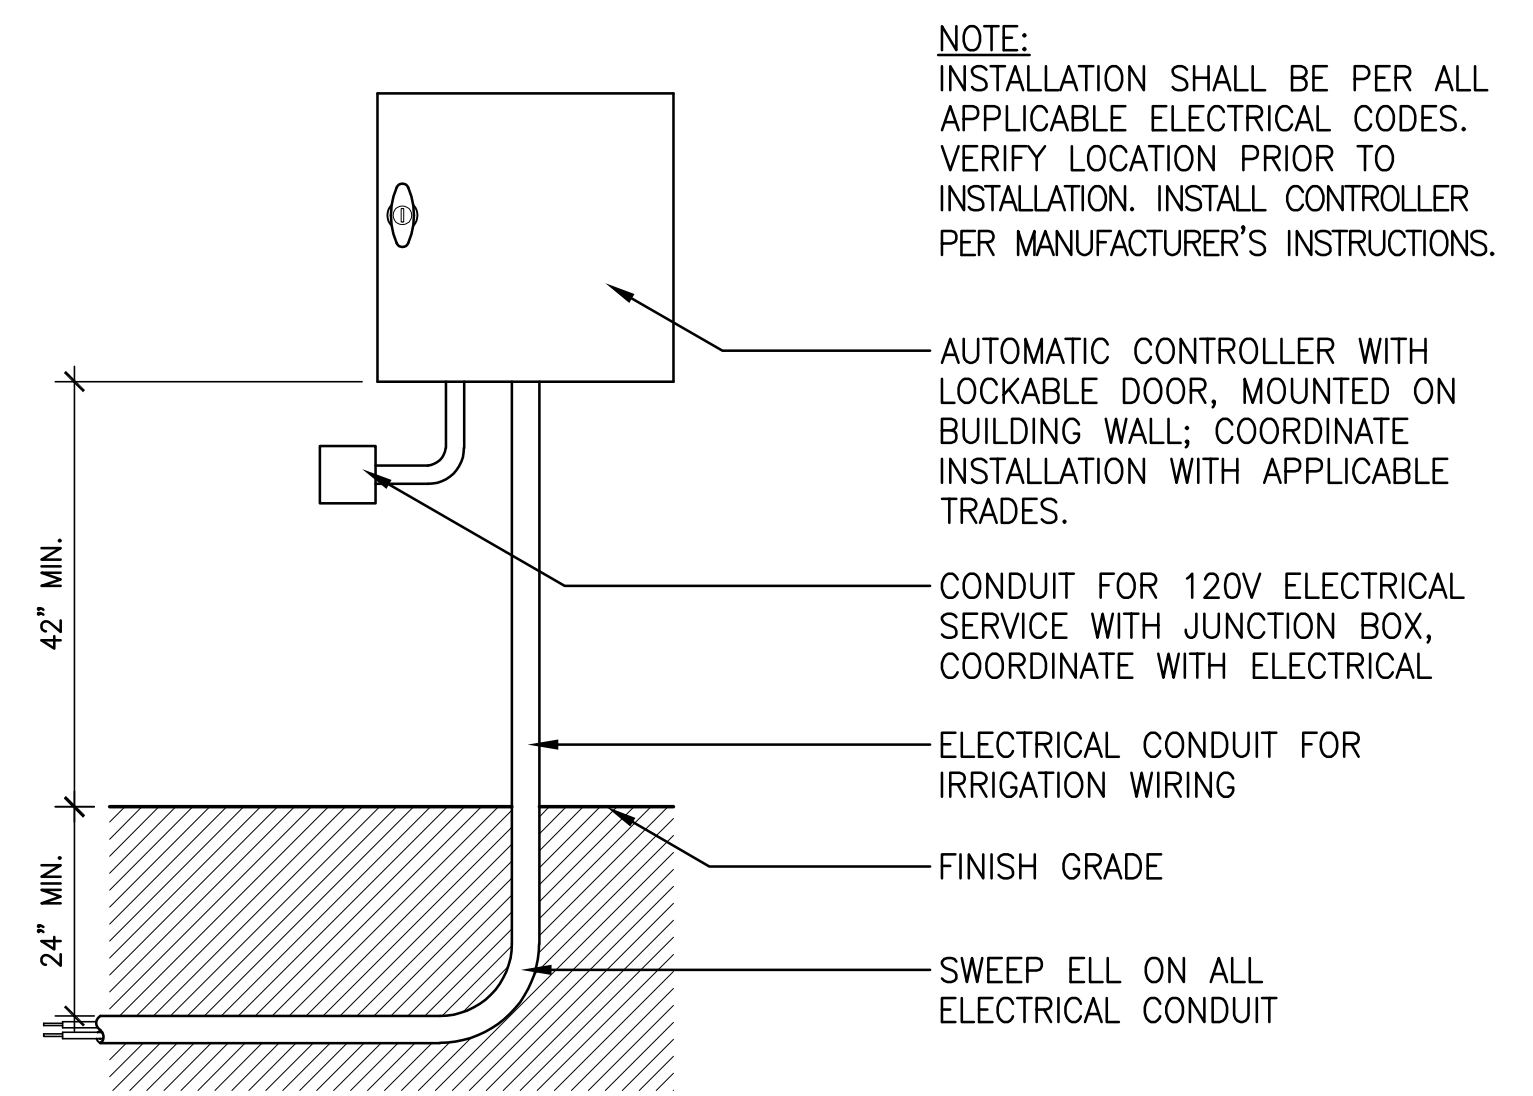 NOTE:
INSTALLATION SHALL BE PER ALL
APPLICABLE ELECTRICAL CODES.
VERIFY LOCATION PRIOR TO
INSTALLATION. INSTALL CONTROLLER
PER MANUFACTURER'S INSTRUCTIONS.
AUTOMATIC CONTROLLER WITH
LOCKABLE DOOR, MOUNTED ON
BUILDING WALL; COORDINATE
INSTALLATION WITH APPLICABLE
TRADES.
CONDUIT FOR 120V ELECTRICAL
SERVICE WITH JUNCTION BOX,
COORDINATE WITH ELECTRICAL
ELECTRICAL CONDUIT FOR
IRRIGATION WIRING
FINISH GRADE
SWEEP ELL ON ALL
ELECTRICAL CONDUIT
42" MIN.
24" MIN.